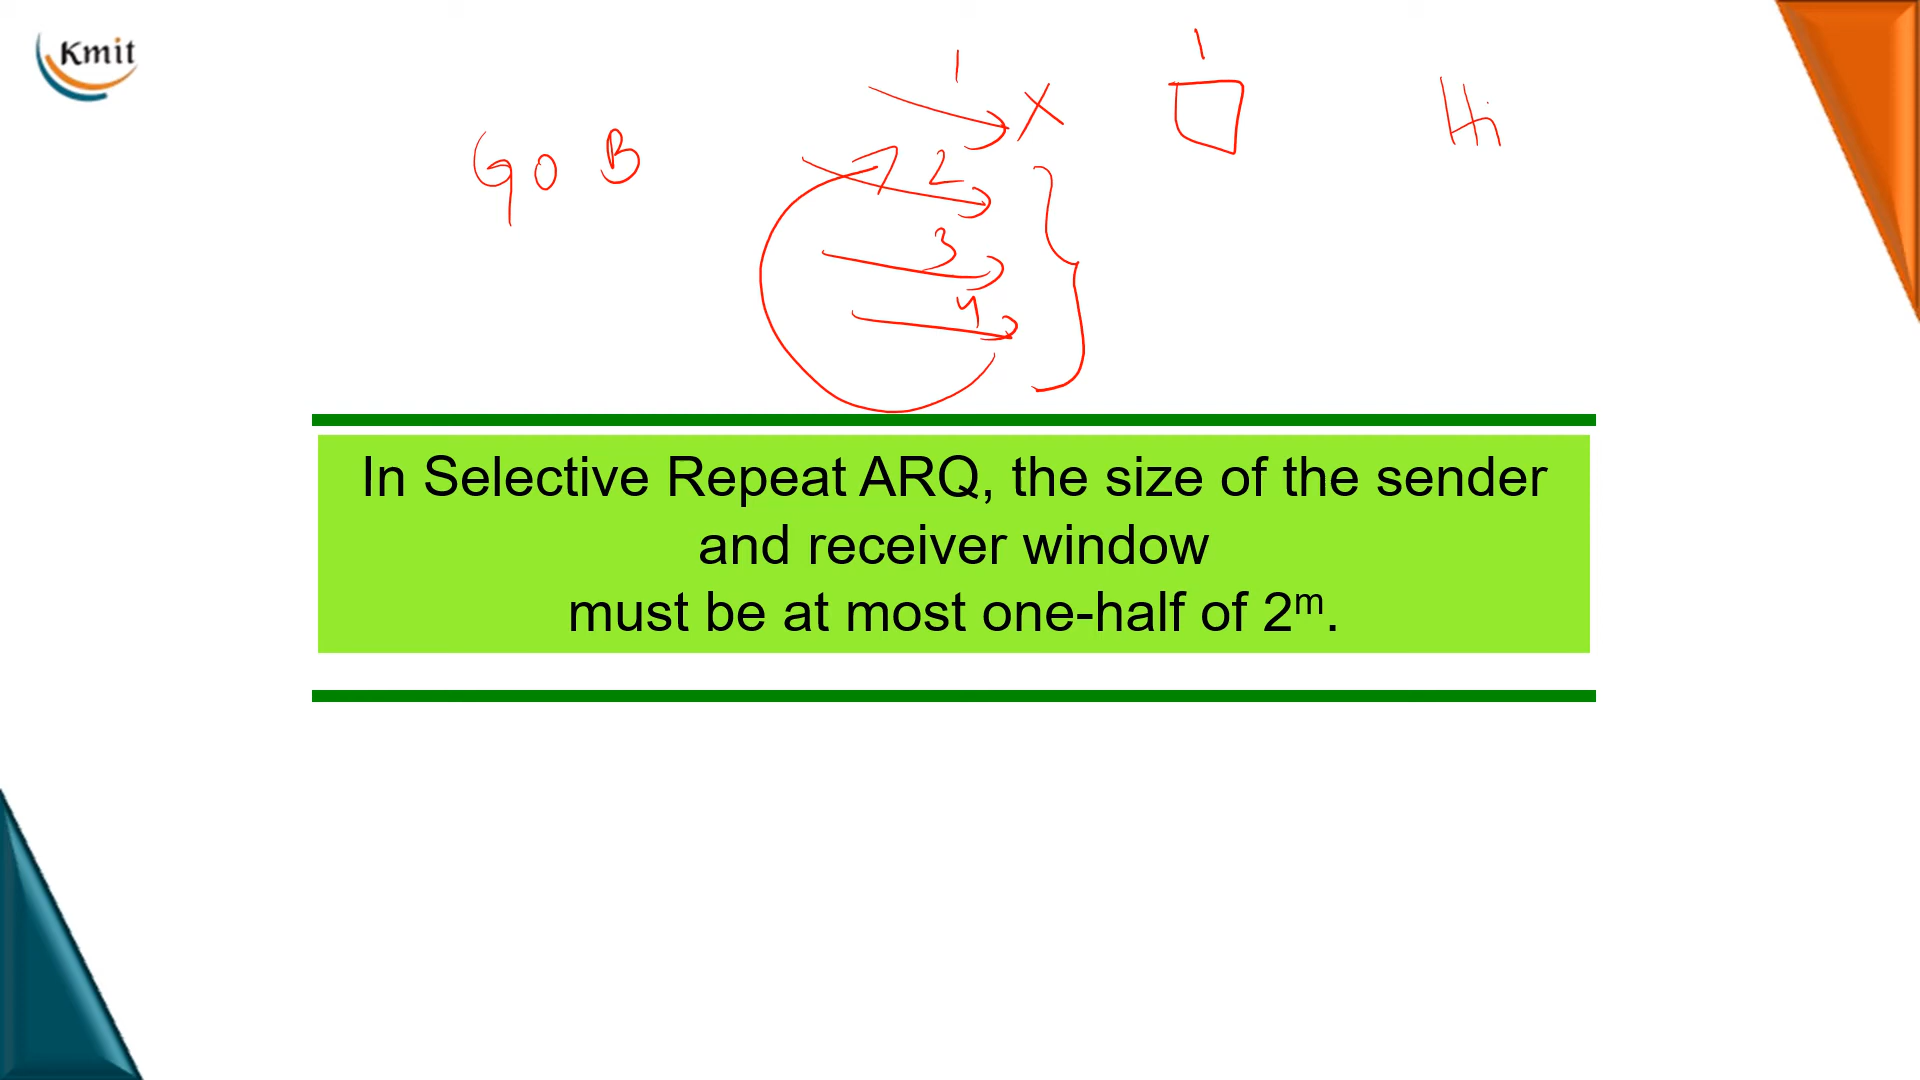 Kmit
1
1
Hi
Go B
2
3
4
In Selective Repeat ARQ, the size of the sender
and receiver window
must be at most one-half of 2ᵐ.